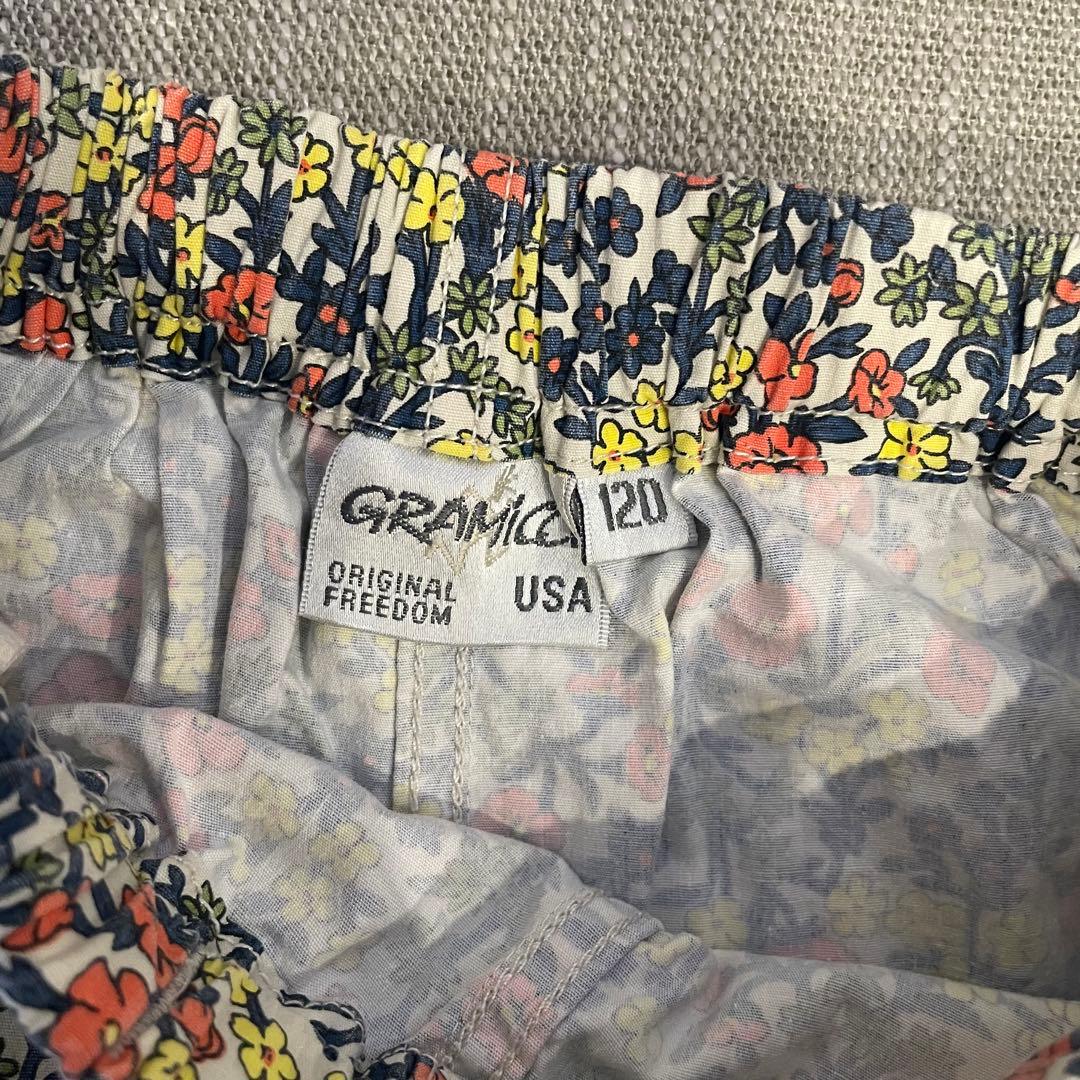 GRAMICCI
120
ORIGINAL
FREEDOM
USA